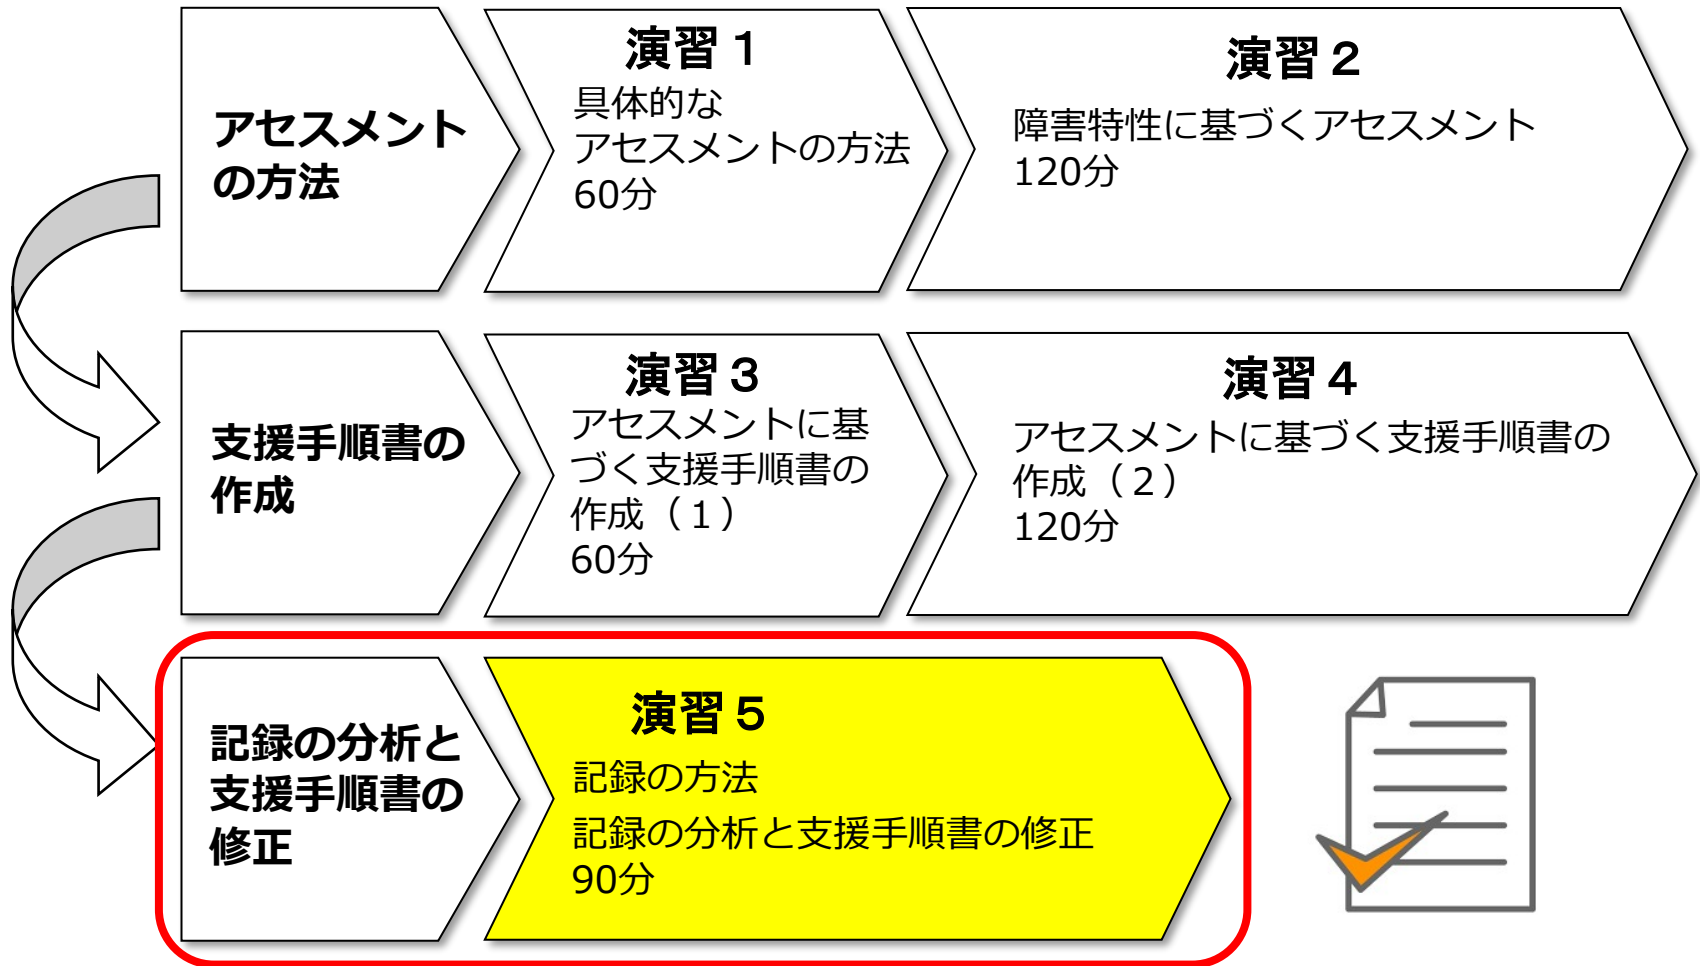 アセスメント
の方法
演習１
具体的な
アセスメントの方法
60分
演習２
障害特性に基づくアセスメント
120分
支援手順書の
作成
演習３
アセスメントに基
づく支援手順書の
作成（１）
60分
演習４
アセスメントに基づく支援手順書の
作成（２）
120分
記録の分析と
支援手順書の
修正
演習５
記録の方法
記録の分析と支援手順書の修正
90分